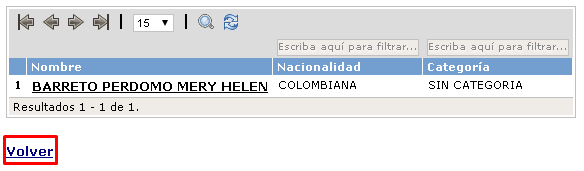 15
Escriba aquí para filtrar... Escriba aquí para filtrar...
Nombre Nacionalidad Categoría
1 BARRETO PERDOMO MERY HELEN COLOMBIANA SIN CATEGORIA
Resultados 1 - 1 de 1.
Volver